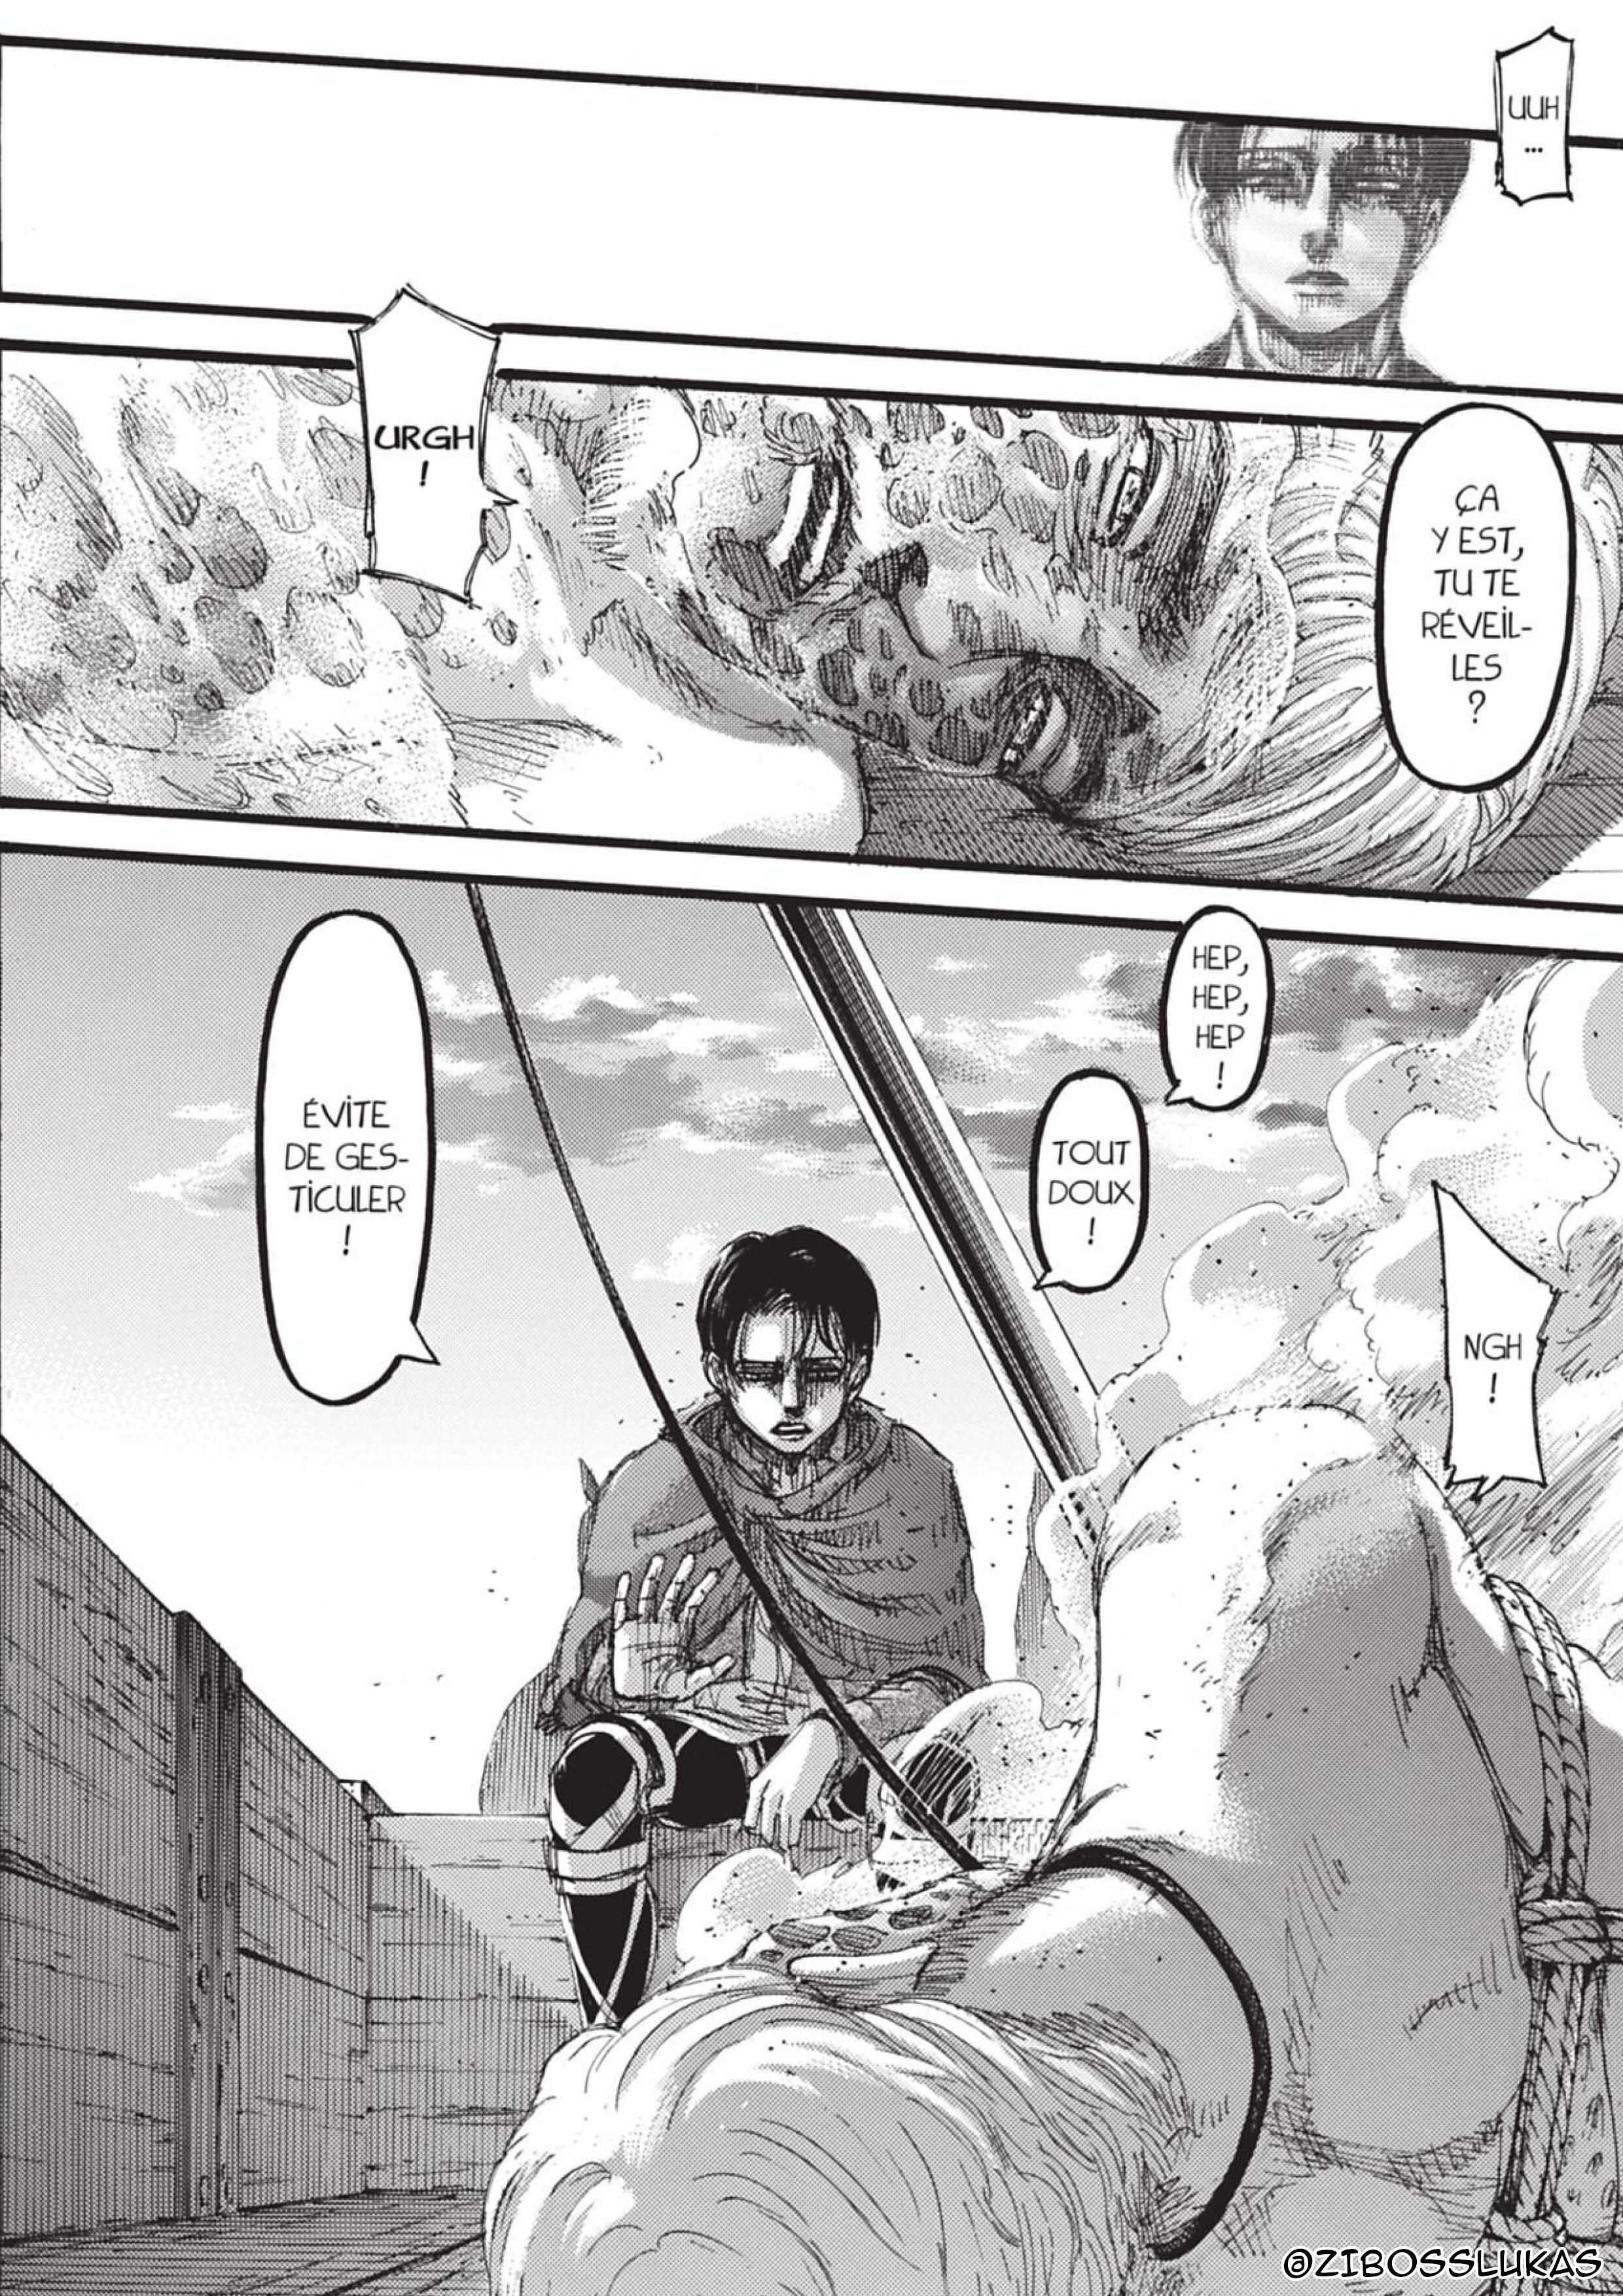 UUH
...
ÇA
Y EST,
TU TE
RÉVEIL-
LES
?
URGH
!
HEP,
HEP,
HEP
!
TOUT
DOUX
!
NGH
!
ÉVITE
DE GES-
TICULER
!
@ZIBOSSLUKAS